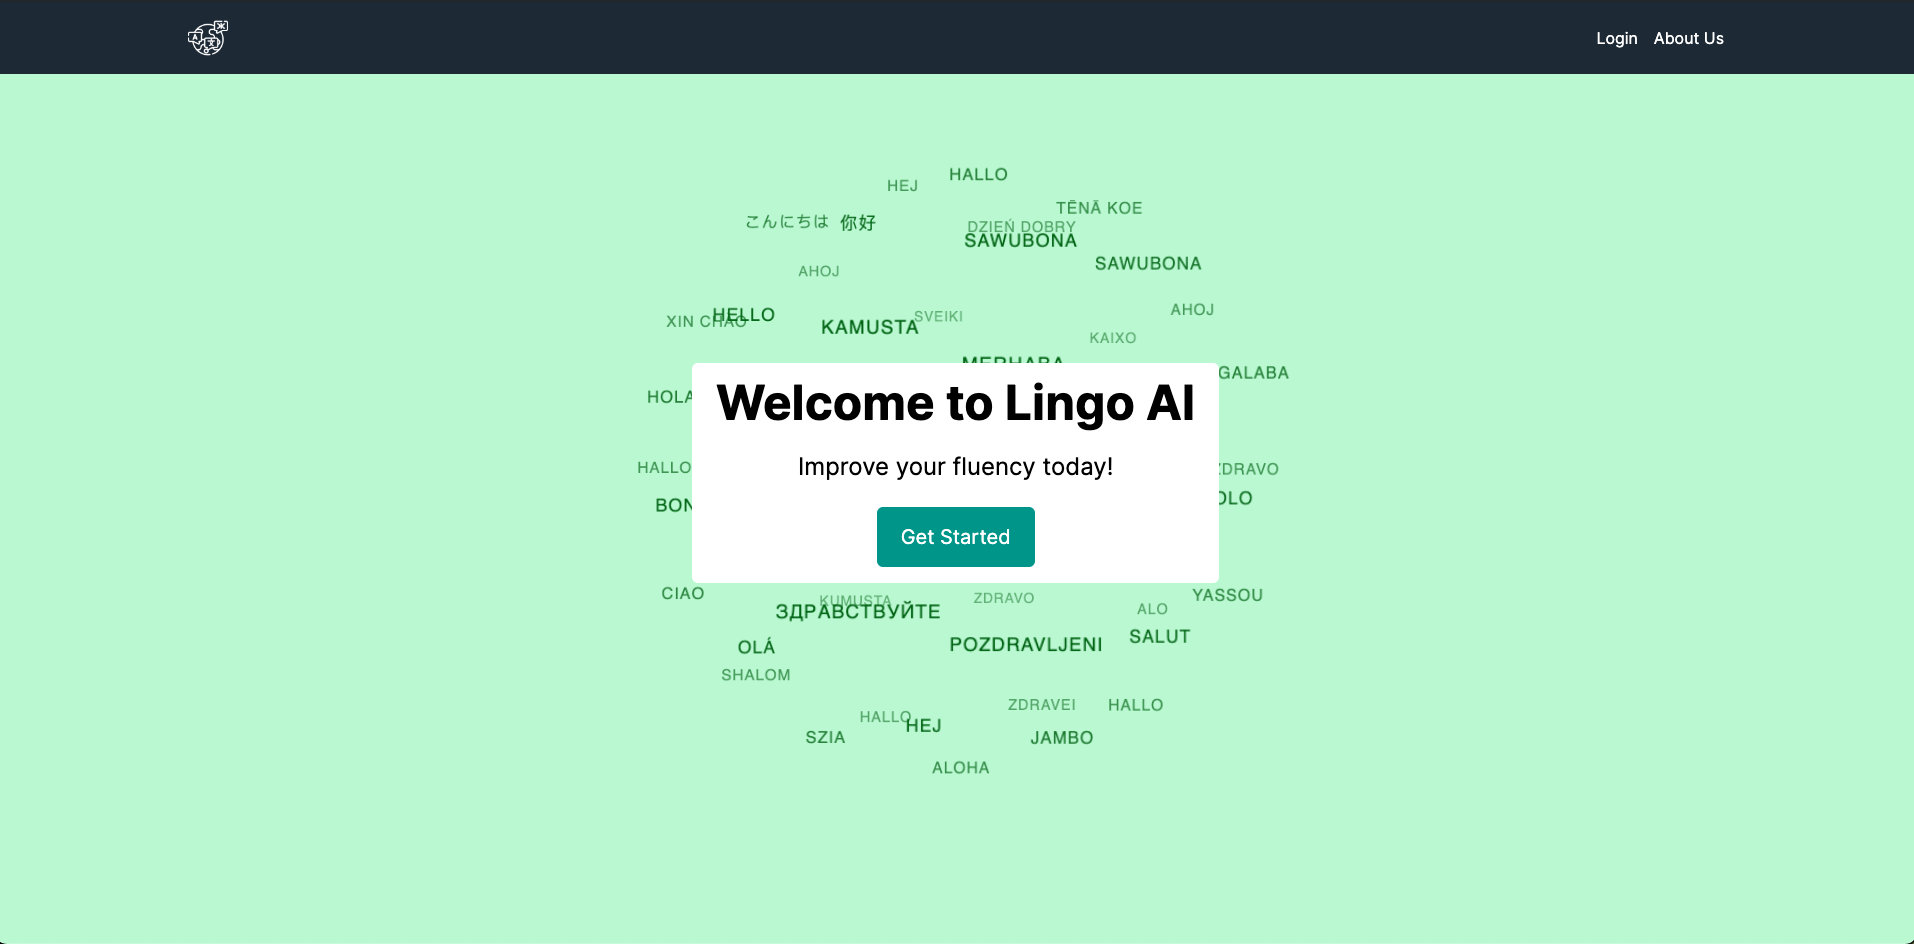 Login
About Us
HALLO
HEJ
TĒNĀ KOE
こんにちは
你好
DZIEŃ DOBRY
SAWUBONA
SAWUBONA
AHOJ
AHOJ
HELLO
XIN CHAO
KAMUSTA
SVEIKI
KAIXO
MERHABA
GALABA
HOLA
Welcome to Lingo AI
Improve your fluency today!
HALLO
ZDRAVO
BON
OLO
Get Started
CIAO
KUMUSTA
ZDRAVO
YASSOU
ЗДРАВСТВУЙТЕ
ALO
SALUT
OLÁ
POZDRAVLJENI
SHALOM
ZDRAVEI
HALLO
HALLO
HEJ
SZIA
JAMBO
ALOHA